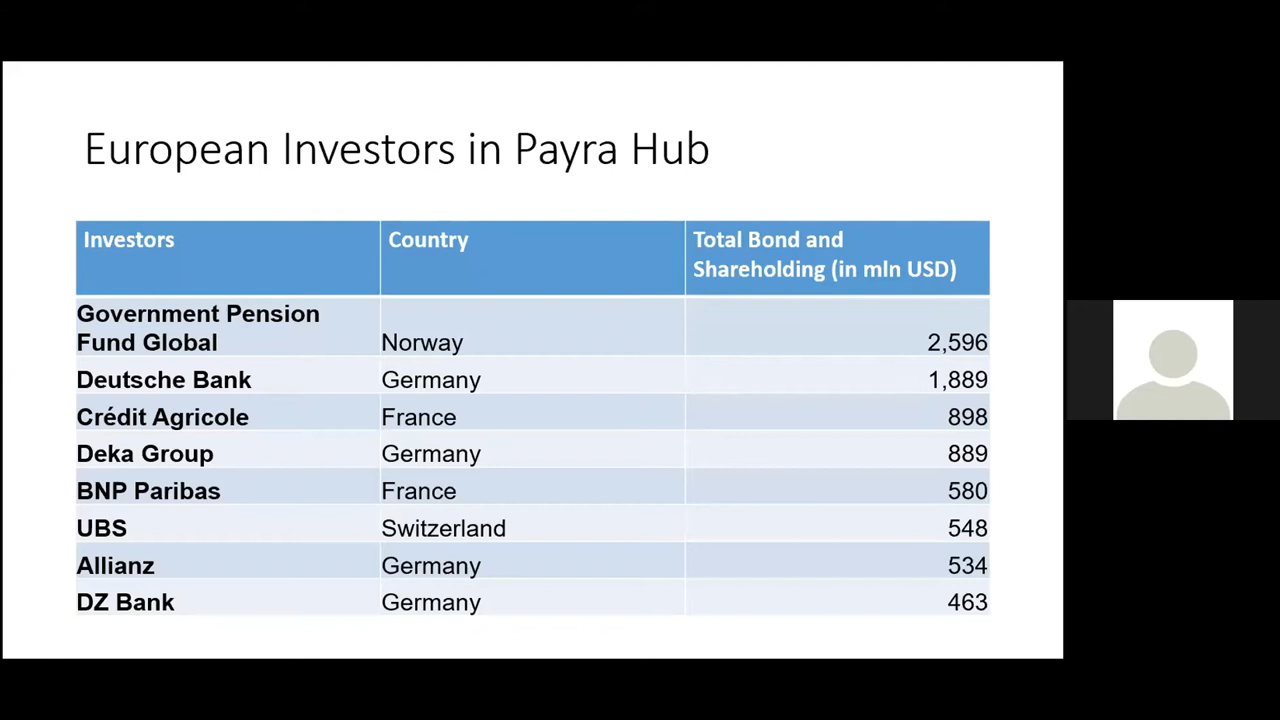 European Investors in Payra Hub
Investors Country Total Bond and
Shareholding (in mln USD)
Government Pension
Fund Global Norway 2,596
Deutsche Bank Germany 1,889
Crédit Agricole France 898
Deka Group Germany 889
BNP Paribas France 580
UBS Switzerland 548
Allianz Germany 534
DZ Bank Germany 463